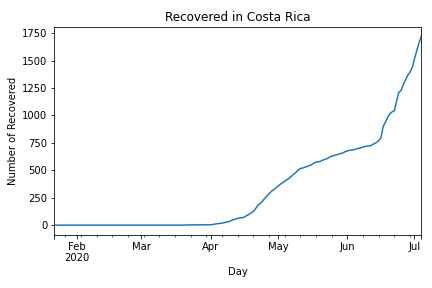 Recovered in Costa Rica
Number of Recovered
1750
1500
1250
1000
750
500
250
0
Feb
2020
Mar
Apr
May
Jun
Jul
Day